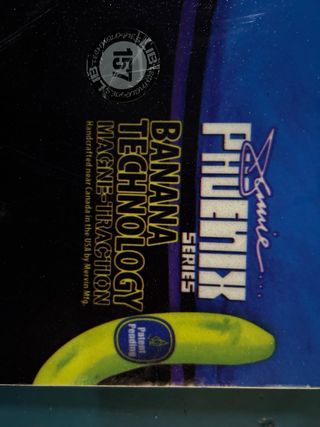 Jamie
PHOENIX
SERIES
BANANA
TECHNOLOGY
MAGNE-TRACTION
Handcrafted near Canada in the USA by Mervin Mfg.
157
Patent
Pending